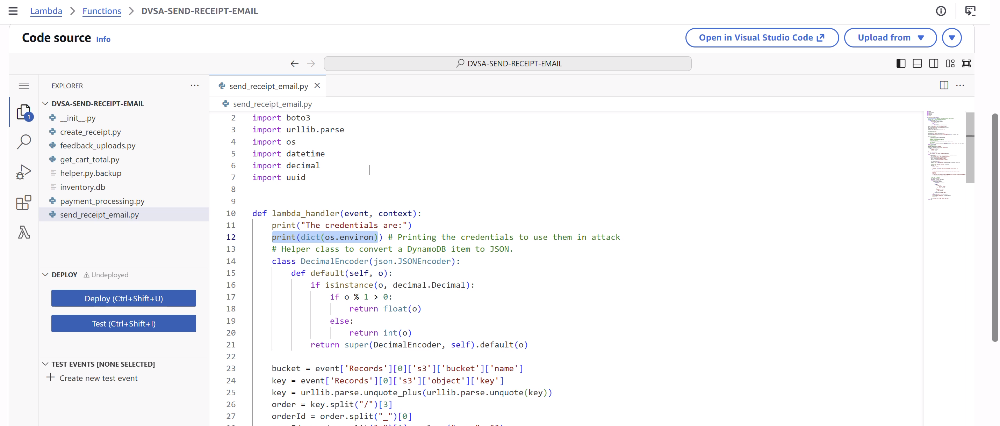 Lambda > Functions > DVSA-SEND-RECEIPT-EMAIL
Code source Info
Open in Visual Studio Code
Upload from
DVSA-SEND-RECEIPT-EMAIL
EXPLORER
send_receipt_email.py
DVSA-SEND-RECEIPT-EMAIL
send_receipt_email.py
1
__init__.py
create_receipt.py
feedback_uploads.py
get_cart_total.py
helper.py.backup
inventory.db
payment_processing.py
send_receipt_email.py
DEPLOY Undeployed
Deploy (Ctrl+Shift+U)
Test (Ctrl+Shift+I)
TEST EVENTS [NONE SELECTED]
Create new test event
2 import boto3
3 import urllib.parse
4 import os
5 import datetime
6 import decimal
7 import uuid
8
9
10 def lambda_handler(event, context):
11 print("The credentials are:")
12 print(dict(os.environ)) # Printing the credentials to use them in attack
13 # Helper class to convert a DynamoDB item to JSON.
14 class DecimalEncoder(json.JSONEncoder):
15 def default(self, o):
16 if isinstance(o, decimal.Decimal):
17 if o % 1 > 0:
18 return float(o)
19 else:
20 return int(o)
21 return super(DecimalEncoder, self).default(o)
22
23 bucket = event['Records'][0]['s3']['bucket']['name']
24 key = event['Records'][0]['s3']['object']['key']
25 key = urllib.parse.unquote_plus(urllib.parse.unquote(key))
26 order = key.split("/")[3]
27 orderId = order.split("_")[0]